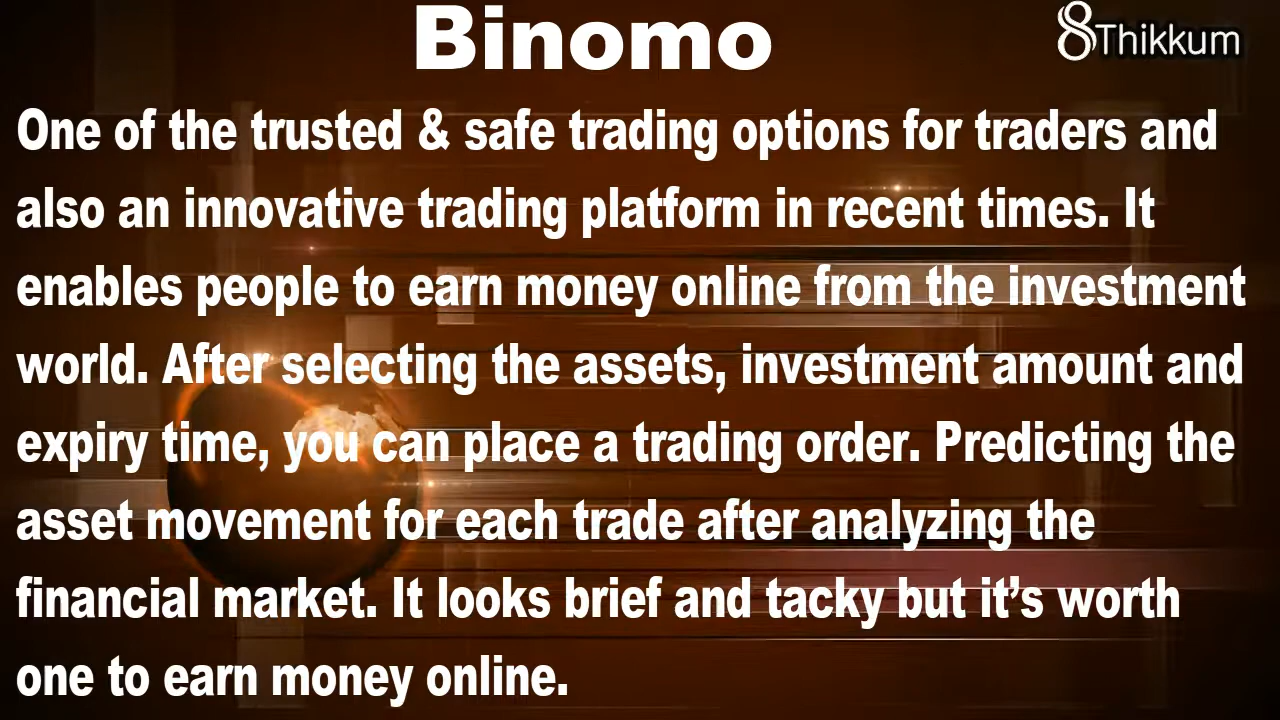 Binomo
8Thikkum
One of the trusted & safe trading options for traders and
also an innovative trading platform in recent times. It
enables people to earn money online from the investment
world. After selecting the assets, investment amount and
expiry time, you can place a trading order. Predicting the
asset movement for each trade after analyzing the
financial market. It looks brief and tacky but it’s worth
one to earn money online.